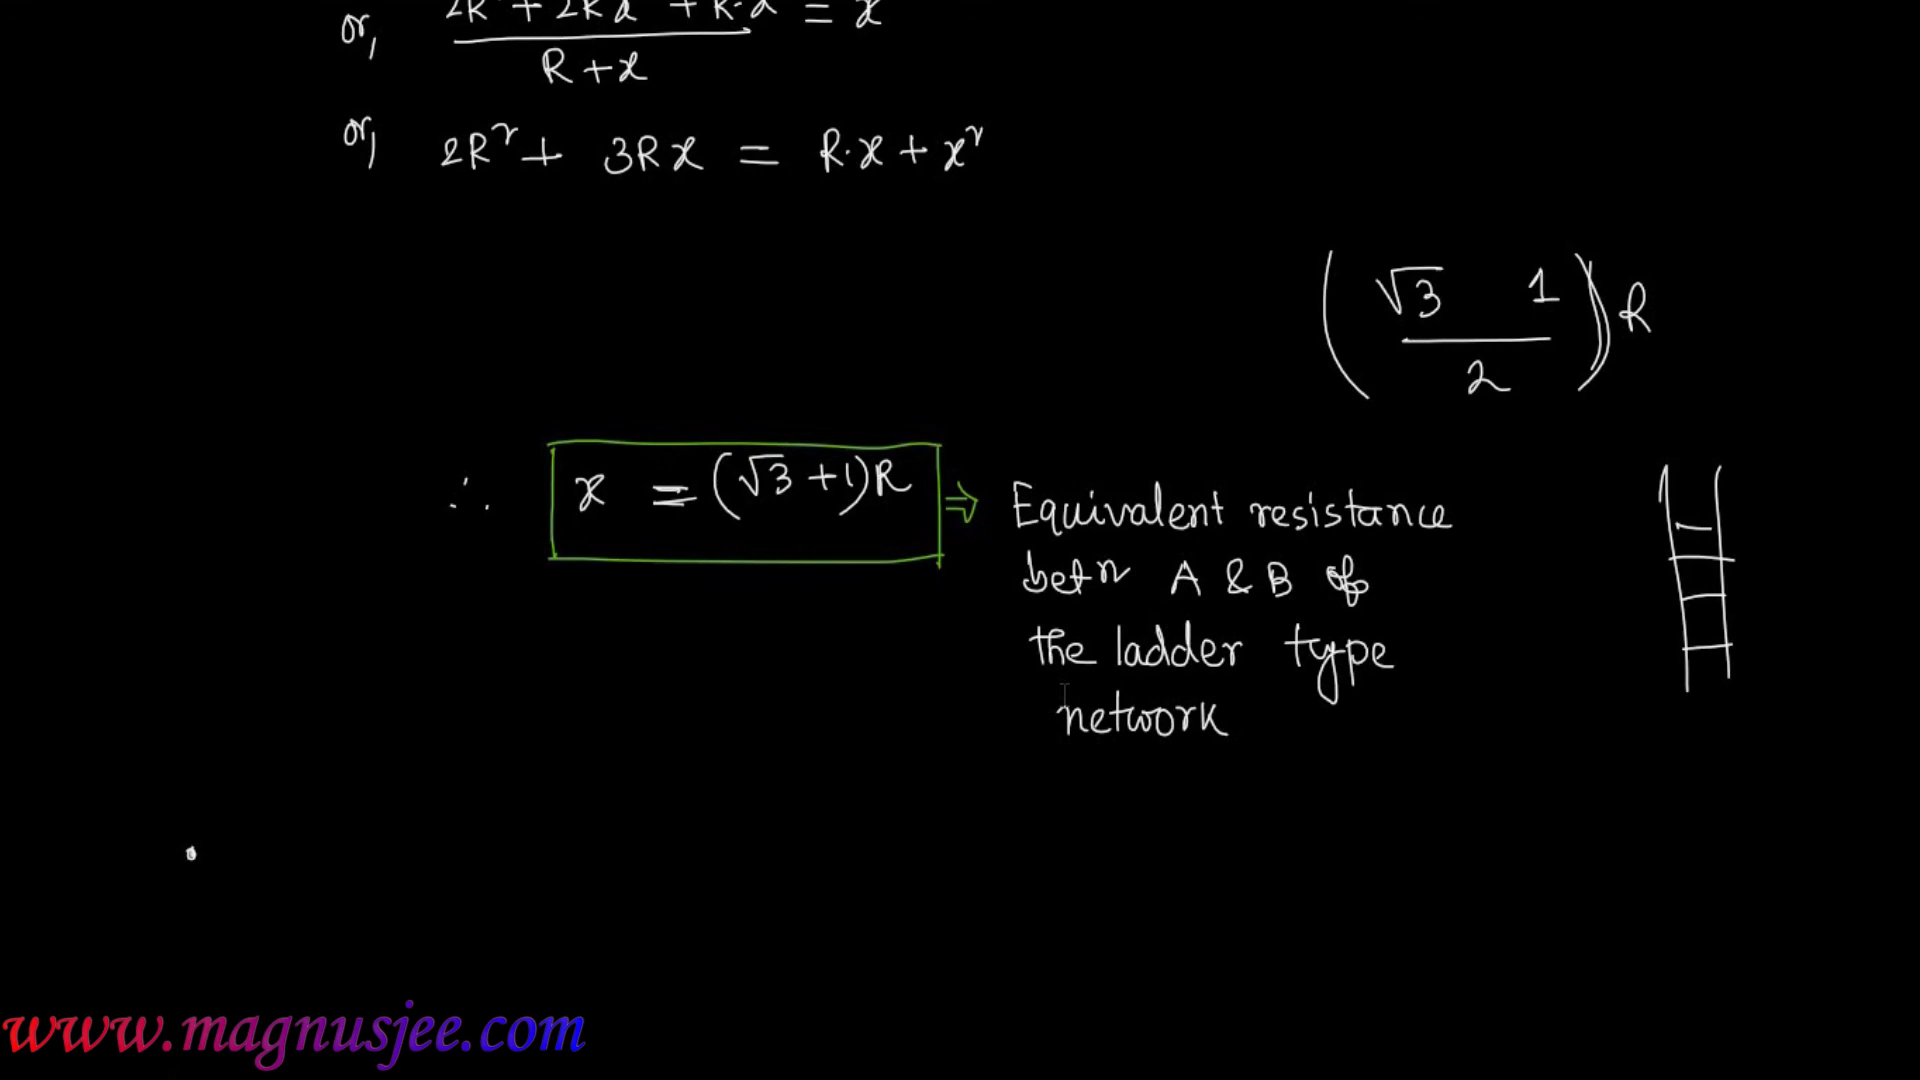 or, 2R² + 2Rx + R·x = x
R + x
or, 2R² + 3Rx = R·x + x²
(√3 1) R
2
∴ x = (√3 + 1)R ⇒ Equivalent resistance
betn A & B of
the ladder type
network
www.magnusjee.com